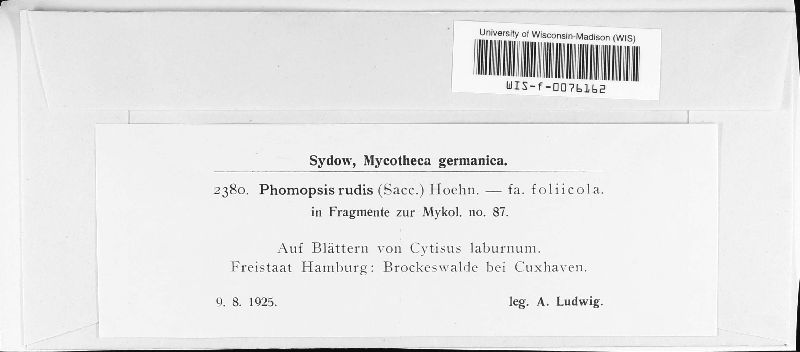 University of Wisconsin-Madison (WIS)
WIS-f-0076162
Sydow, Mycotheca germanica.
2380. Phomopsis rudis (Sacc.) Hoehn. — fa. foliicola.
in Fragmente zur Mykol. no. 87.
Auf Blättern von Cytisus laburnum.
Freistaat Hamburg: Brockeswalde bei Cuxhaven.
9. 8. 1925. leg. A. Ludwig.